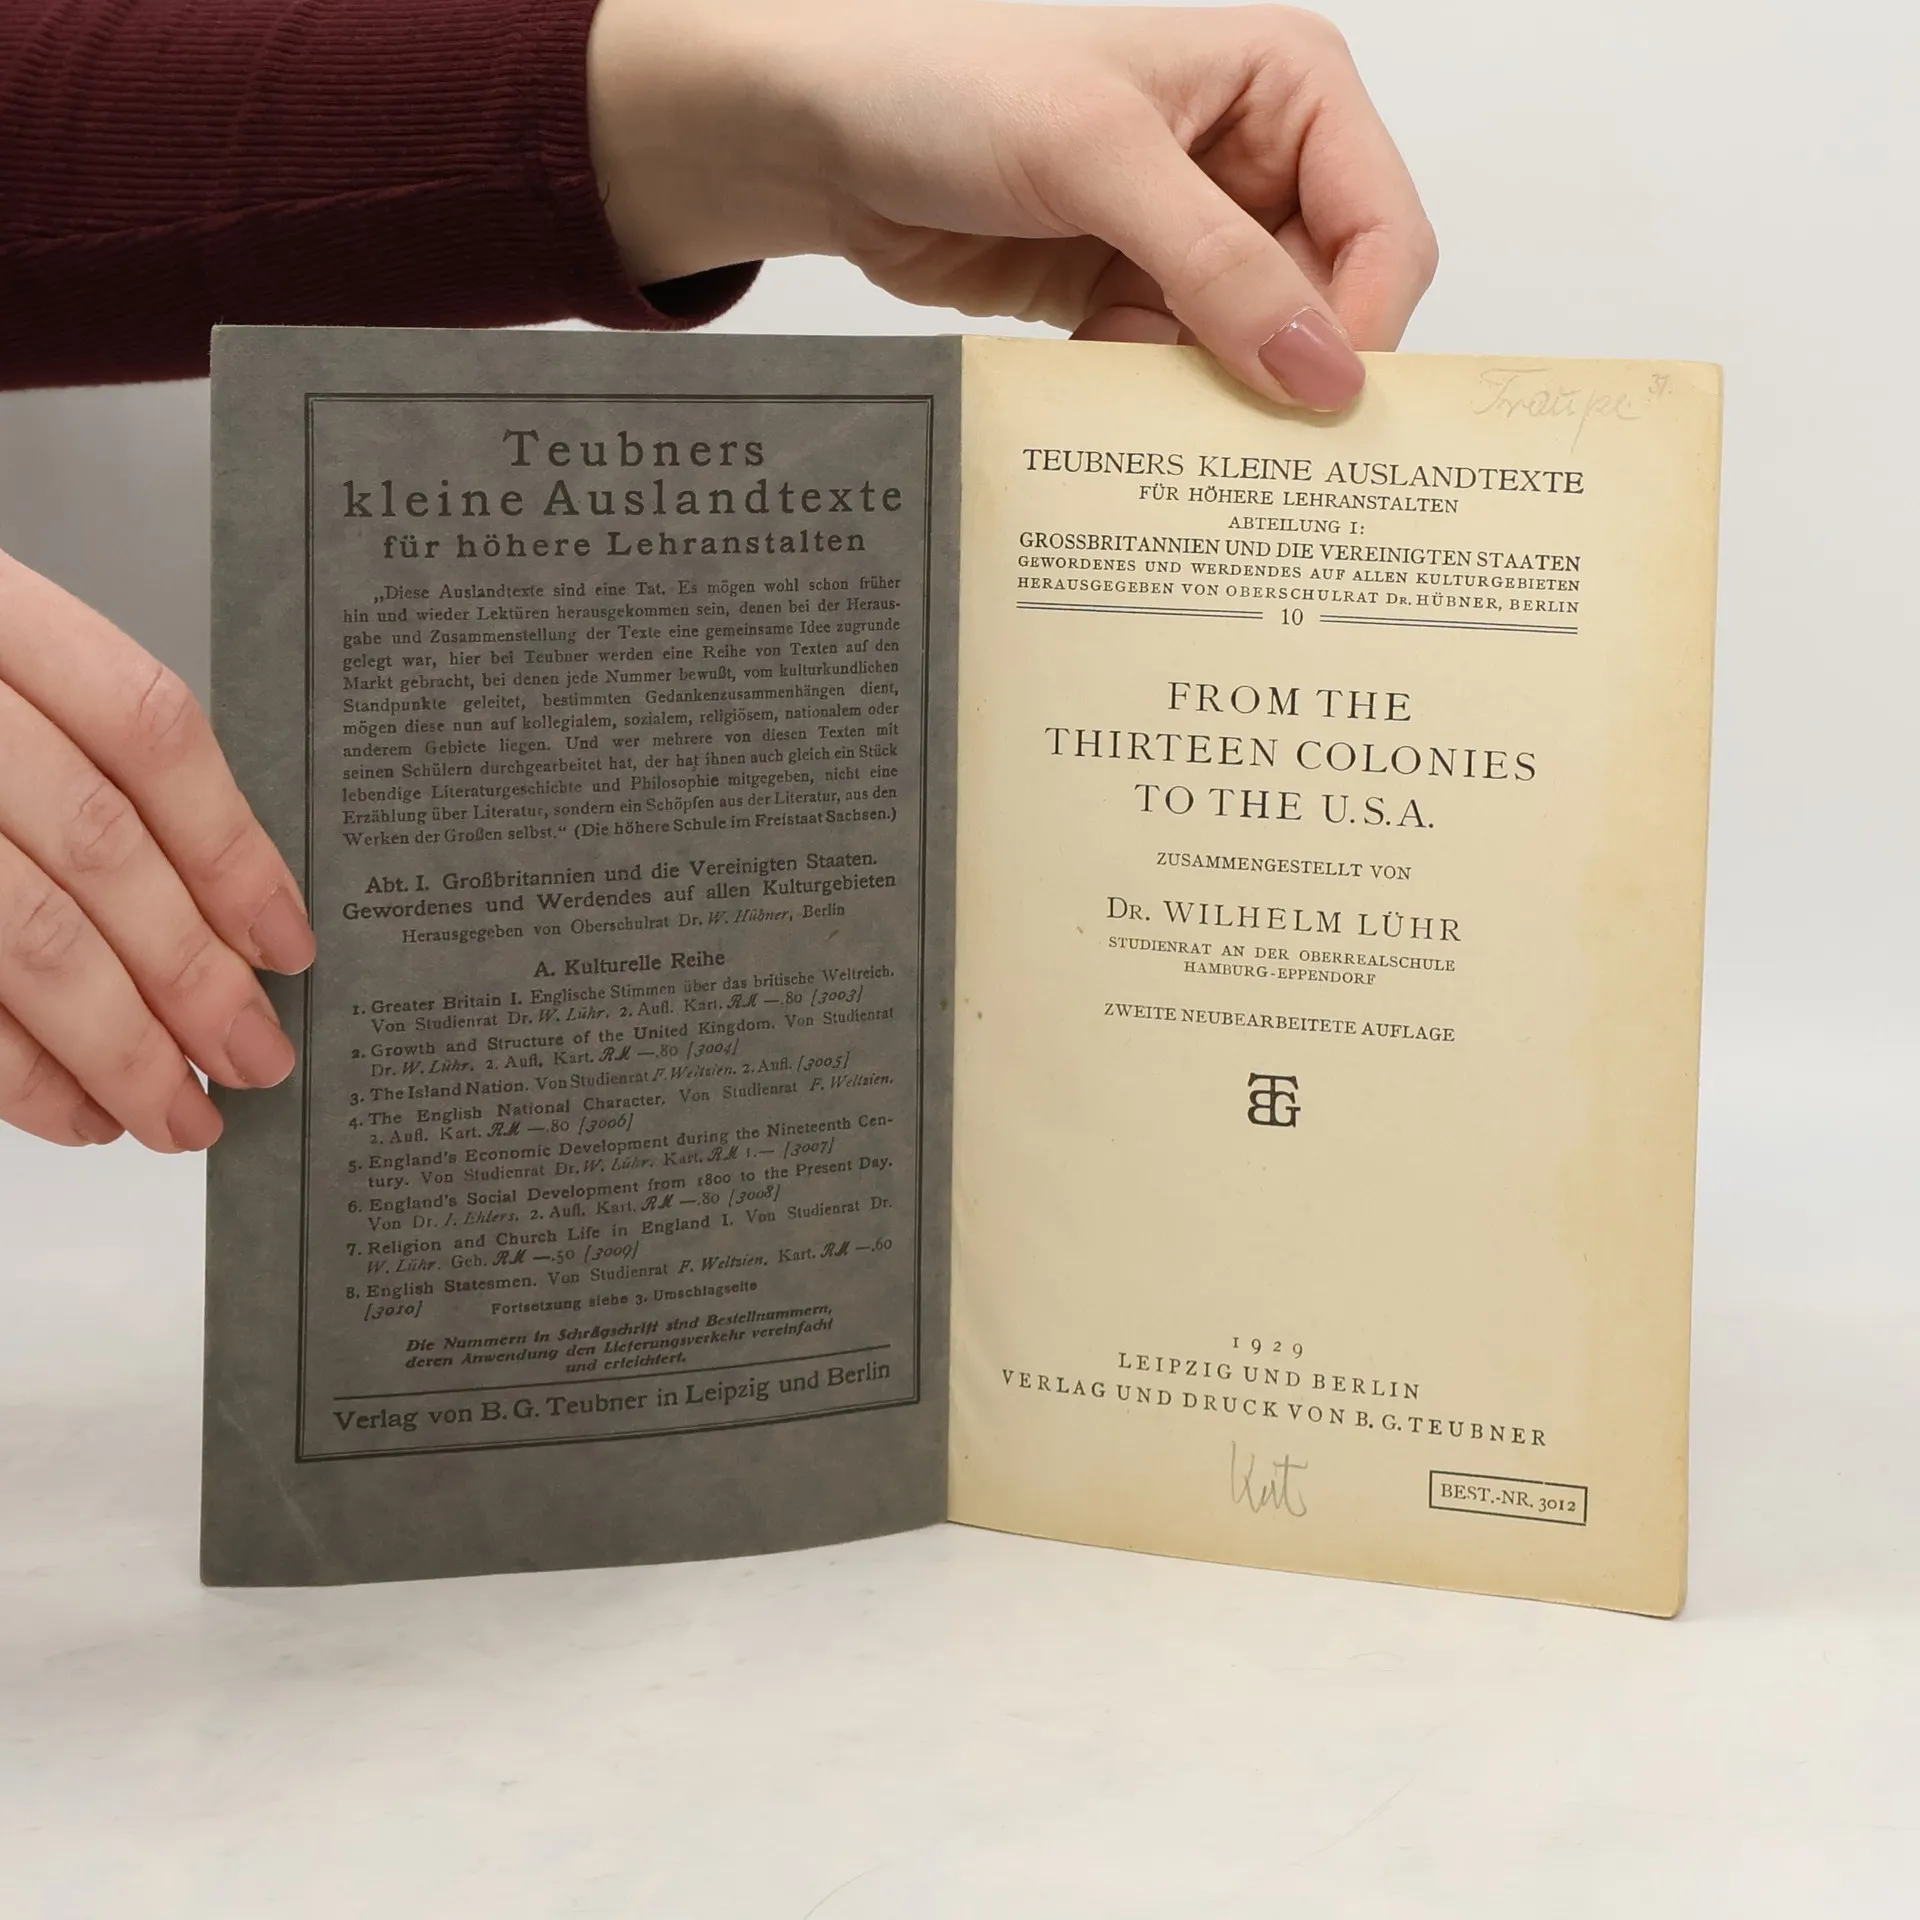 Teubners
kleine Auslandtexte
für höhere Lehranstalten
„Diese Auslandtexte sind eine Tat. Es mögen wohl schon früher
hin und wieder Lektüren herausgekommen sein, denen bei der Heraus-
gabe und Zusammenstellung der Texte eine gemeinsame Idee zugrunde
gelegt war, hier bei Teubner werden eine Reihe von Texten auf den
Markt gebracht, bei denen jede Nummer bewußt, vom kulturkundlichen
Standpunkte geleitet, bestimmten Gedankenzusammenhängen dient,
mögen diese nun auf kollegialem, sozialem, religiösem, nationalem oder
anderem Gebiete liegen. Und wer mehrere von diesen Texten mit
seinen Schülern durchgearbeitet hat, der hat ihnen auch gleich ein Stück
lebendige Literaturgeschichte und Philosophie mitgegeben, nicht eine
Erzählung über Literatur, sondern ein Schöpfen aus der Literatur, aus den
Werken der Großen selbst.“ (Die höhere Schule im Freistaat Sachsen.)
Abt. I. Großbritannien und die Vereinigten Staaten.
Gewordenes und Werdendes auf allen Kulturgebieten
Herausgegeben von Oberschulrat Dr. W. Hübner, Berlin
A. Kulturelle Reihe
1. Greater Britain I. Englische Stimmen über das britische Weltreich.
Von Studienrat Dr. W. Lühr. 2. Aufl. Kart. RM —.80 [3003]
2. Growth and Structure of the United Kingdom. Von Studienrat
Dr. W. Lühr. 2. Aufl. Kart. RM —.80 [3004]
3. The Island Nation. Von Studienrat F. Weltzien. 2. Aufl. [3005]
4. The English National Character. Von Studienrat F. Weltzien.
2. Aufl. Kart. RM —.80 [3006]
5. England's Economic Development during the Nineteenth Cen-
tury. Von Studienrat Dr. W. Lühr. Kart. RM 1.— [3007]
6. England's Social Development from 1800 to the Present Day.
Von Dr. J. Ehlers. 2. Aufl. Kart. RM —.80 [3008]
7. Religion and Church Life in England I. Von Studienrat Dr.
W. Lühr. Geh. RM —.50 [3009]
8. English Statesmen. Von Studienrat F. Weltzien. Kart. RM —.60
[3010] Fortsetzung siehe 3. Umschlagseite
Die Nummern in Schrägschrift sind Bestellnummern,
deren Anwendung den Lieferungsverkehr vereinfacht
und erleichtert.
Verlag von B. G. Teubner in Leipzig und Berlin
Traupe 37.
TEUBNERS KLEINE AUSLANDTEXTE
FÜR HÖHERE LEHRANSTALTEN
ABTEILUNG I:
GROSSBRITANNIEN UND DIE VEREINIGTEN STAATEN
GEWORDENES UND WERDENDES AUF ALLEN KULTURGEBIETEN
HERAUSGEGEBEN VON OBERSCHULRAT DR. HÜBNER, BERLIN
10
FROM THE
THIRTEEN COLONIES
TO THE U.S.A.
ZUSAMMENGESTELLT VON
DR. WILHELM LÜHR
STUDIENRAT AN DER OBERREALSCHULE
HAMBURG-EPPENDORF
ZWEITE NEUBEARBEITETE AUFLAGE
BTG
1929
LEIPZIG UND BERLIN
VERLAG UND DRUCK VON B. G. TEUBNER
BEST.-NR. 3012